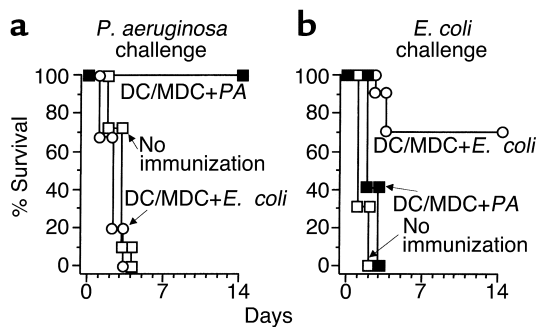 a
P. aeruginosa
challenge
b
E. coli
challenge
% Survival
100
80
60
40
20
0
DC/MDC+PA
No
immunization
DC/MDC+E. coli
0
7
14
100
80
60
40
20
0
DC/MDC+E. coli
DC/MDC+PA
No
immunization
0
7
14
Days